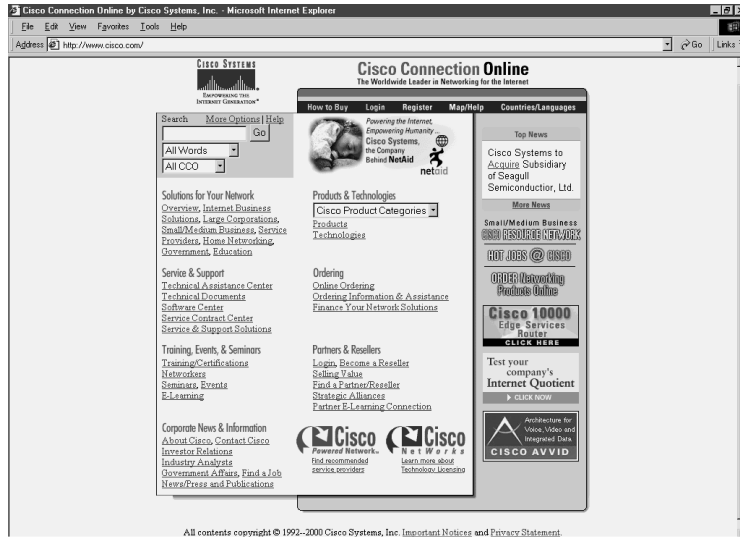 Cisco Connection Online by Cisco Systems, Inc. - Microsoft Internet Explorer
File Edit View Favorites Tools Help
Address http://www.cisco.com/ Go Links
CISCO SYSTEMS
EMPOWERING THE
INTERNET GENERATION
Cisco Connection Online
The Worldwide Leader in Networking for the Internet
How to Buy Login Register Map/Help Countries/Languages
Search More Options | Help
Go
All Words
All CCO
Powering the Internet,
Empowering Humanity ...
Cisco Systems,
the Company
Behind NetAid
netaid
Solutions for Your Network
Overview, Internet Business
Solutions, Large Corporations,
Small/Medium Business, Service
Providers, Home Networking,
Government, Education
Products & Technologies
Cisco Product Categories
Products
Technologies
Service & Support
Technical Assistance Center
Technical Documents
Software Center
Service Contract Center
Service & Support Solutions
Ordering
Online Ordering
Ordering Information & Assistance
Finance Your Network Solutions
Training, Events, & Seminars
Training/Certifications
Networkers
Seminars, Events
E-Learning
Partners & Resellers
Login, Become a Reseller
Selling Value
Find a Partner/Reseller
Strategic Alliances
Partner E-Learning Connection
Corporate News & Information
About Cisco, Contact Cisco
Investor Relations
Industry Analysts
Government Affairs, Find a Job
News/Press and Publications
Cisco
Powered Network
Find recommended
service providers
Cisco
NetWorks
Learn more about
Technology Licensing
Top News
Cisco Systems to
Acquire Subsidiary
of Seagull
Semiconductior, Ltd.
More News
Small/Medium Business
CISCO RESOURCE NETWORK
HOT JOBS @ CISCO
ORDER Networking
Products Online
Cisco 10000
Edge Services
Router
CLICK HERE
Test your
company's
Internet Quotient
CLICK NOW
Architecture for
Voice, Video and
Integrated Data
CISCO AVVID
All contents copyright © 1992--2000 Cisco Systems, Inc. Important Notices and Privacy Statement.